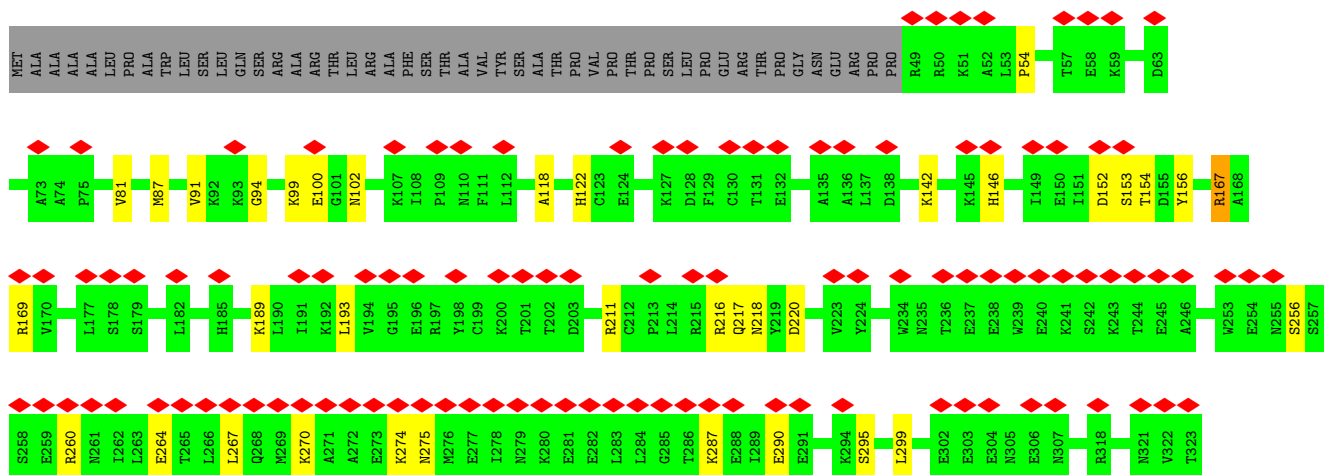 MET ALA ALA ALA ALA LEU PRO ALA TRP LEU SER LEU GLN SER ARG ALA ARG THR LEU ARG ALA PHE SER THR ALA VAL TYR SER ALA THR PRO VAL PRO THR PRO SER LEU PRO GLU ARG THR PRO GLY ASN GLU ARG PRO PRO R49 R50 K51 A52 L53 P54 T57 E58 K59 D63
A73 A74 P75 V81 M87 V91 K92 K93 G94 K99 E100 G101 N102 K107 I108 P109 N110 F111 L112 A118 H122 C123 E124 K127 D128 F129 C130 T131 E132 A135 A136 L137 D138 K142 K145 H146 I149 E150 I151 D152 S153 T154 D155 Y156 R167 A168
R169 V170 L177 S178 S179 L182 H185 K189 L190 I191 K192 L193 V194 G195 E196 R197 Y198 C199 K200 T201 T202 D203 R211 C212 P213 L214 R215 R216 Q217 N218 Y219 D220 V223 Y224 W234 N235 T236 E237 E238 W239 E240 K241 S242 K243 T244 E245 A246 W253 E254 N255 S256 S257
S258 E259 R260 N261 I262 L263 E264 T265 L266 L267 Q268 M269 K270 A271 A272 E273 K274 N275 M276 E277 I278 N279 K280 E281 E282 L283 L284 G285 T286 K287 E288 I289 E290 E291 K294 S295 L299 E302 E303 E304 N305 E306 N307 R318 N321 V322 T323